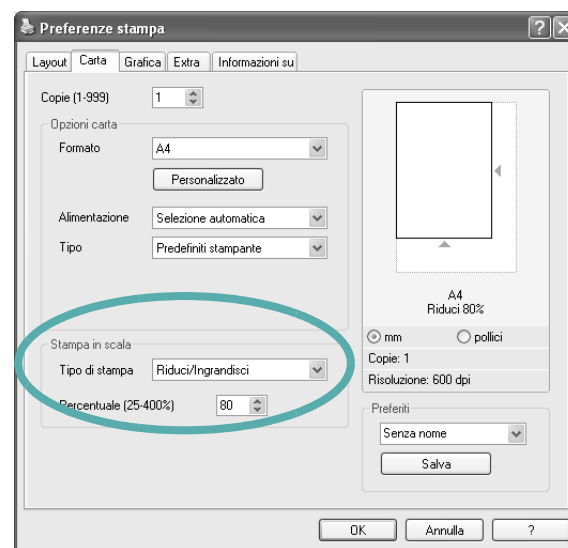 Preferenze stampa
Layout Carta Grafica Extra Informazioni su
Copie (1-999) 1
Opzioni carta
Formato A4
Personalizzato
Alimentazione Selezione automatica
Tipo Predefiniti stampante
Stampa in scala
Tipo di stampa Riduci/Ingrandisci
Percentuale (25-400%) 80
A4
Riduci 80%
mm pollici
Copie: 1
Risoluzione: 600 dpi
Preferiti
Senza nome
Salva
OK Annulla ?